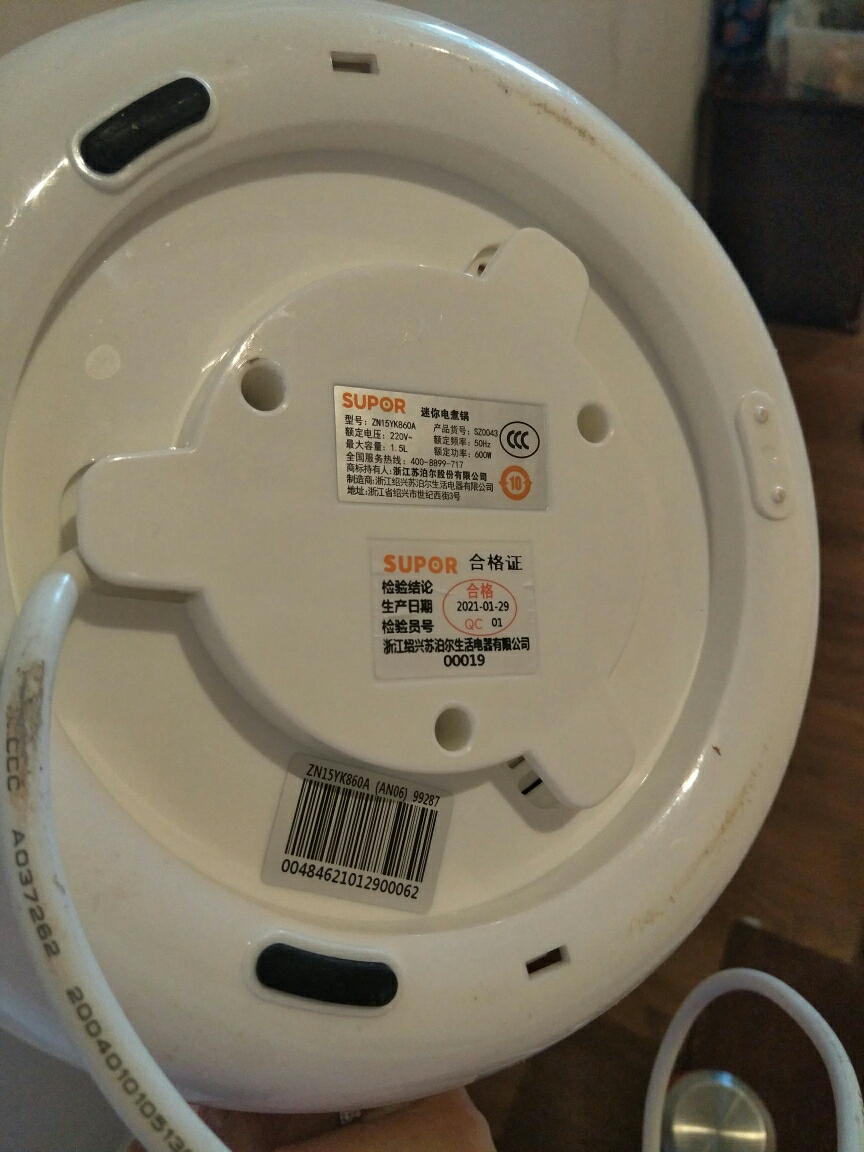 SUPOR 迷你电煮锅
型号：ZN15YK860A 产品货号：SZ0043
额定电压：220V~ 额定频率：50Hz
最大容量：1.5L 额定功率：600W
全国服务热线：400-8899-717
商标持有人：浙江苏泊尔股份有限公司
制造商：浙江绍兴苏泊尔生活电器有限公司
地址：浙江省绍兴市世纪西街3号
CCC
10
SUPOR 合格证
检验结论 合格
生产日期 2021-01-29
检验员号 QC 01
浙江绍兴苏泊尔生活电器有限公司
00019
ZN15YK860A (AN06) 99287
00484621012900062
CCC A037262 2004010105